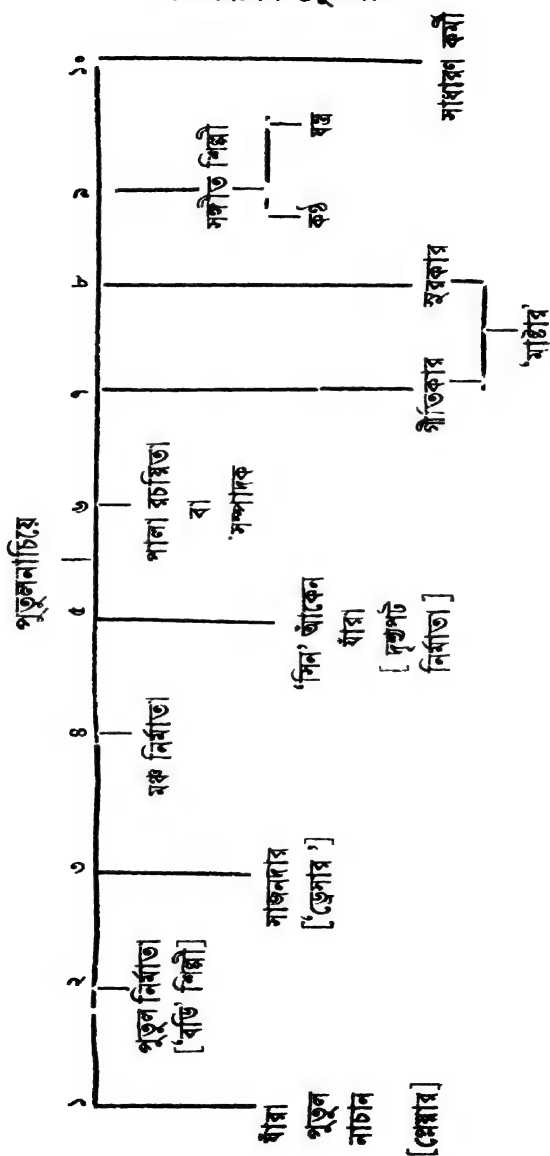 পুতুলনাচিয়ে
১
২
৩
৪
৫
৬
৭
৮
৯
১০
যাঁরা
পুতুল
নাচান
[প্লেয়ার]
পুতুল নির্মাতা
[‘বডি’ শিল্পী]
সাজনদার
[‘ড্রেসার’]
মঞ্চ নির্মাতা
‘সিন’ আঁকেন
যাঁরা
[দৃশ্যপট
নির্মাতা]
পালা রচয়িতা
বা
সম্পাদক
গীতিকার
সুরকার
‘মাষ্টার’
সঙ্গীত শিল্পী
কণ্ঠ
যন্ত্র
সাধারণ কর্মী